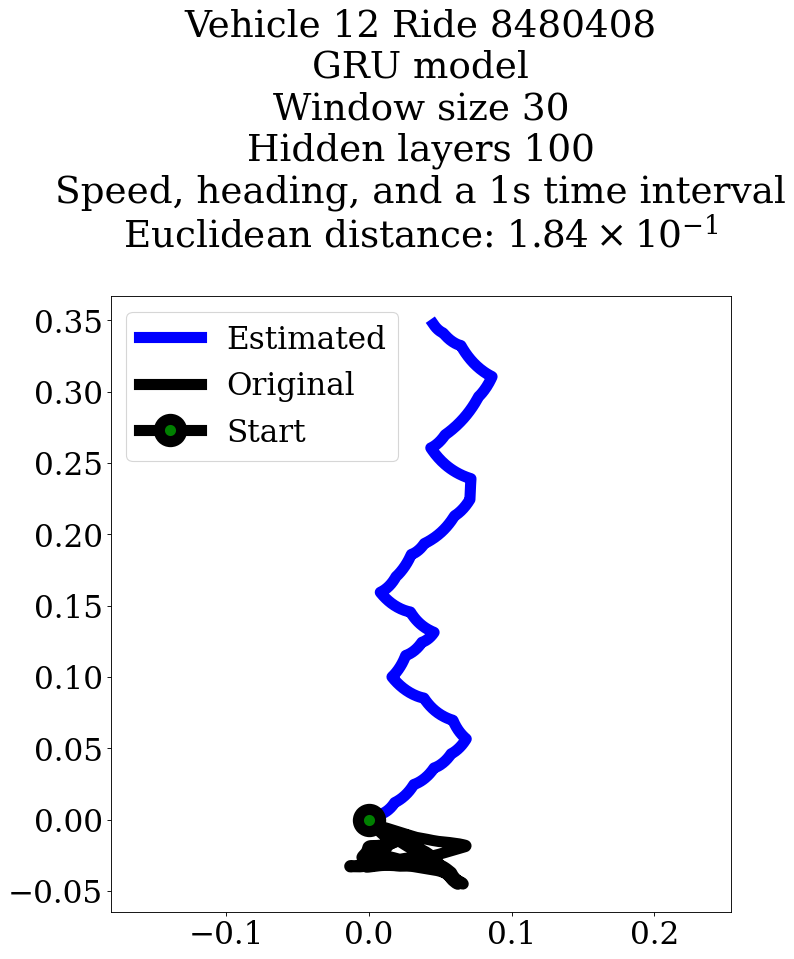 Vehicle 12 Ride 8480408
GRU model
Window size 30
Hidden layers 100
Speed, heading, and a 1s time interval
Euclidean distance: 1.84 × 10⁻¹
Estimated
Original
Start
0.35
0.30
0.25
0.20
0.15
0.10
0.05
0.00
−0.05
−0.1
0.0
0.1
0.2